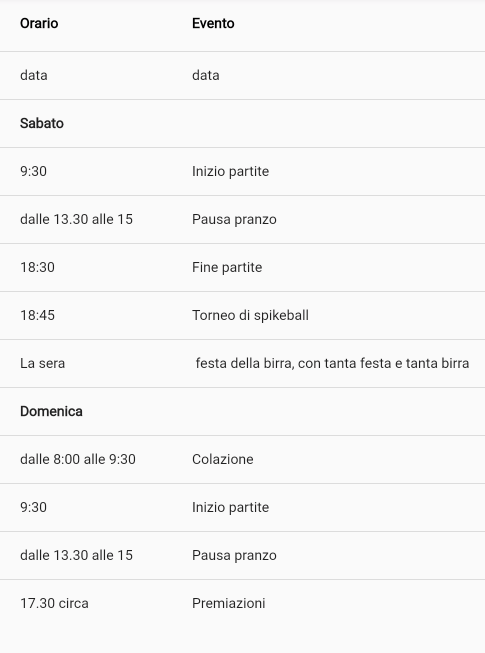 Orario Evento
data data
Sabato
9:30 Inizio partite
dalle 13.30 alle 15 Pausa pranzo
18:30 Fine partite
18:45 Torneo di spikeball
La sera festa della birra, con tanta festa e tanta birra
Domenica
dalle 8:00 alle 9:30 Colazione
9:30 Inizio partite
dalle 13.30 alle 15 Pausa pranzo
17.30 circa Premiazioni